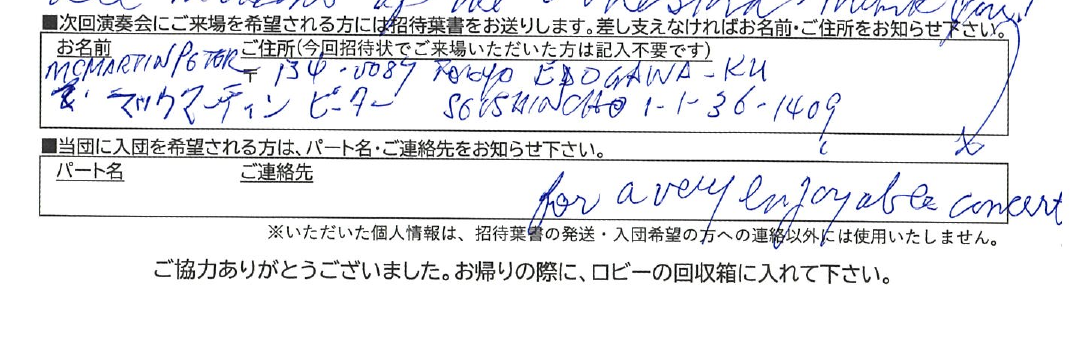 ■次回演奏会にご来場を希望される方には招待葉書をお送りします。差し支えなければお名前・ご住所をお知らせ下さい。
お名前 ご住所(今回招待状でご来場いただいた方は記入不要です)
MCMARTIN PETER 〒 134-0087 TOKYO EDOGAWA-KU
マックマーティン ピーター SEISHINCHO 1-1-36-1409
■当団に入団を希望される方は、パート名・ご連絡先をお知らせ下さい。
パート名 ご連絡先
for a very enjoyable concert
※いただいた個人情報は、招待葉書の発送・入団希望の方への連絡以外には使用いたしません。
ご協力ありがとうございました。お帰りの際に、ロビーの回収箱に入れて下さい。